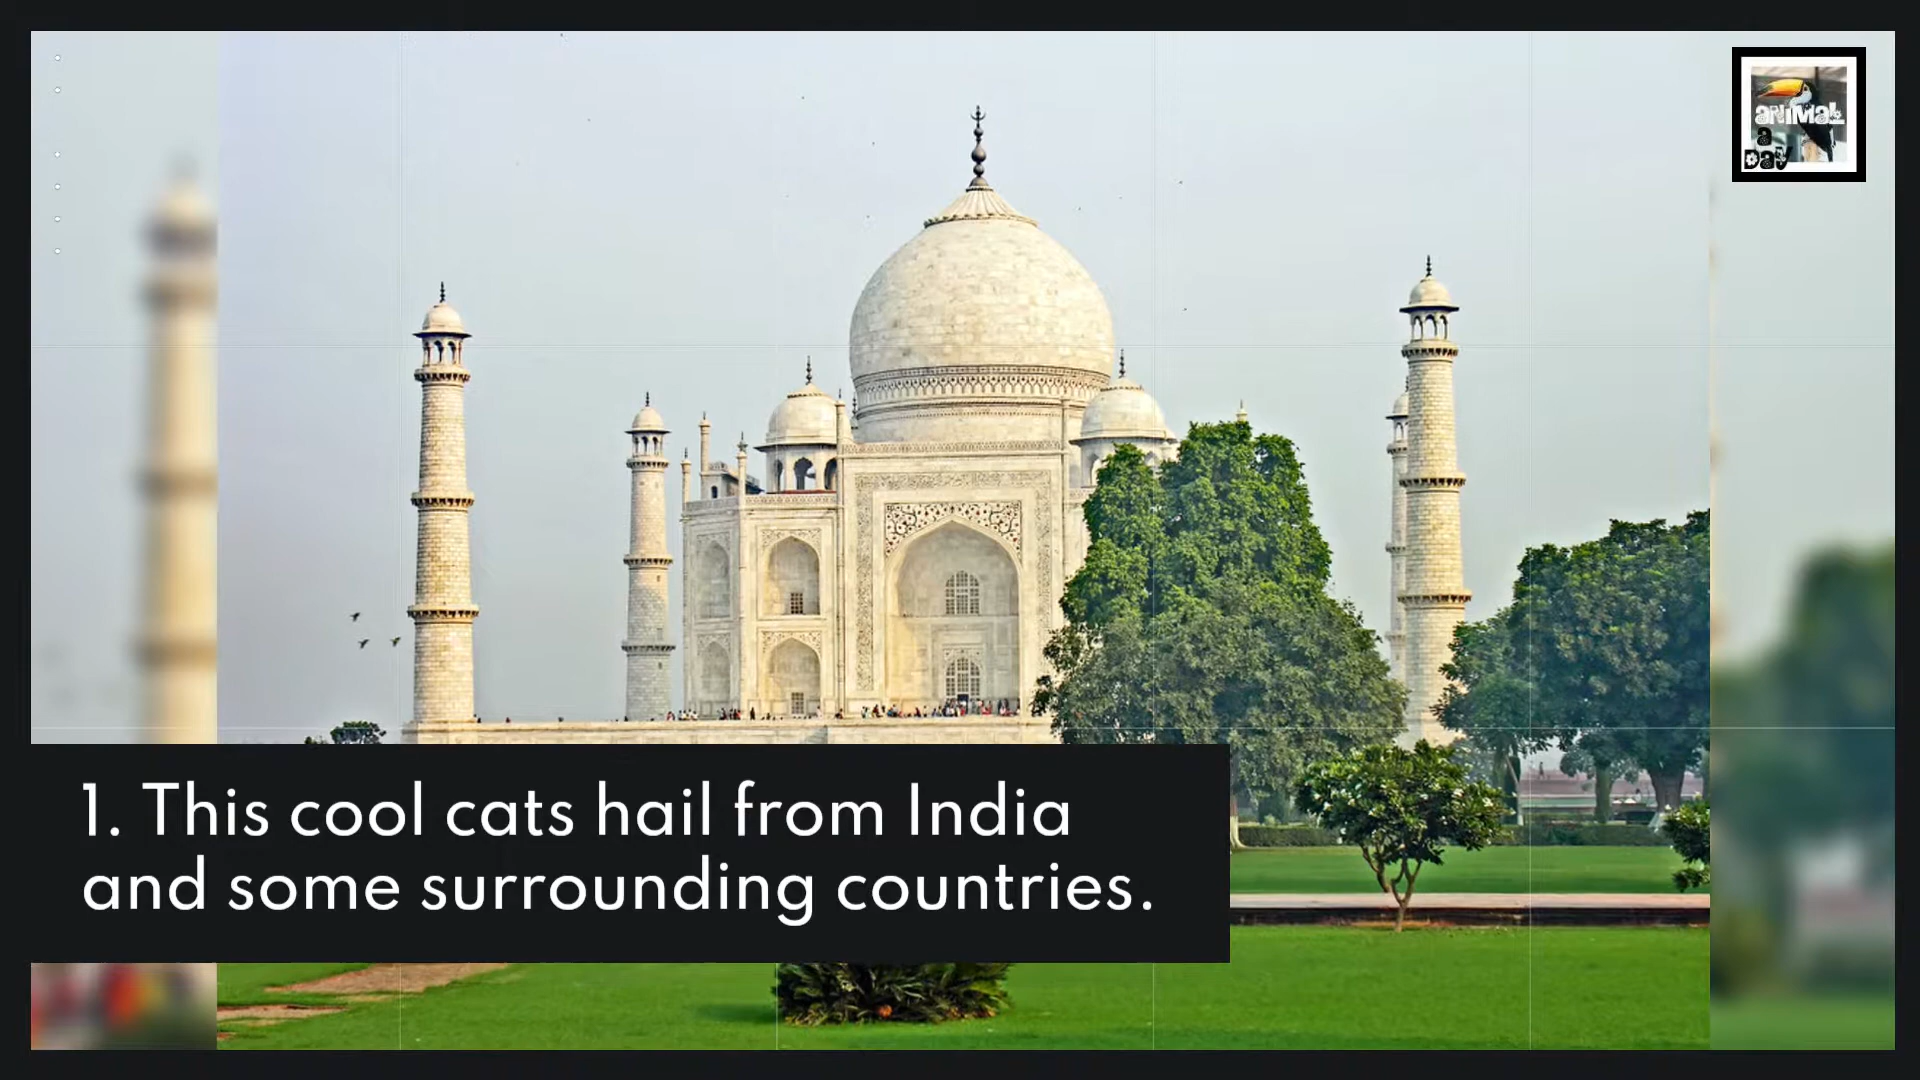 aNiMaL
a
Day
1. This cool cats hail from India
and some surrounding countries.